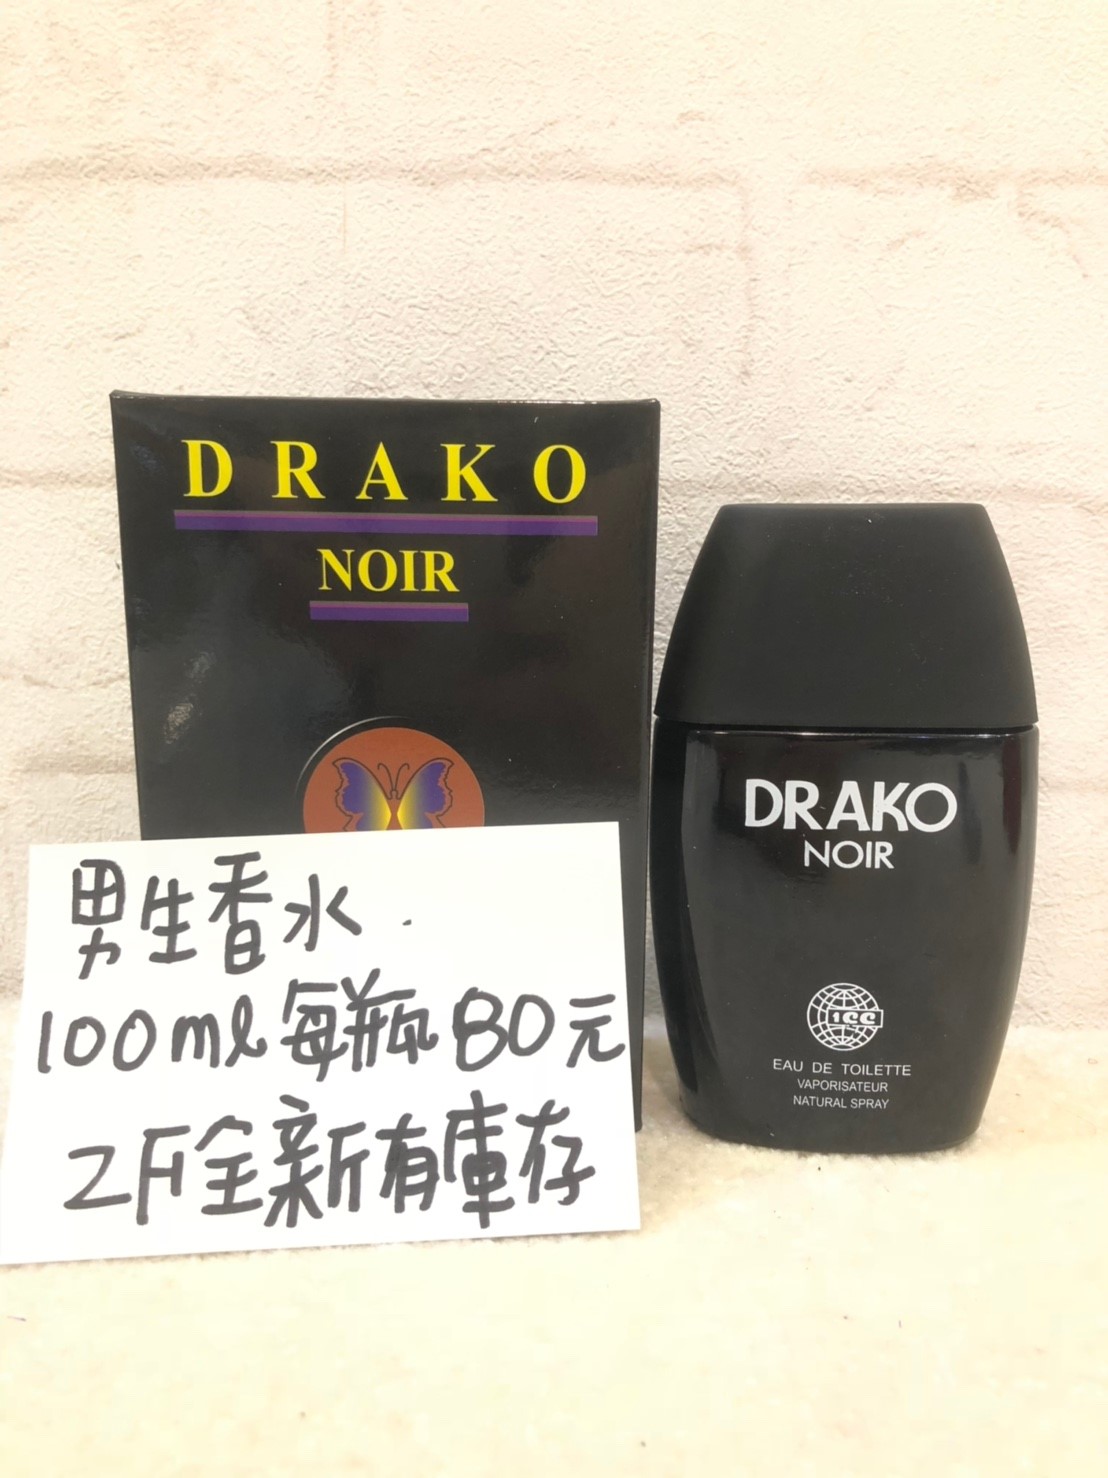 DRAKO
NOIR
男生香水.
100ml每瓶80元
2F全新有庫存
DRAKO
NOIR
ICC
EAU DE TOILETTE
VAPORISATEUR
NATURAL SPRAY